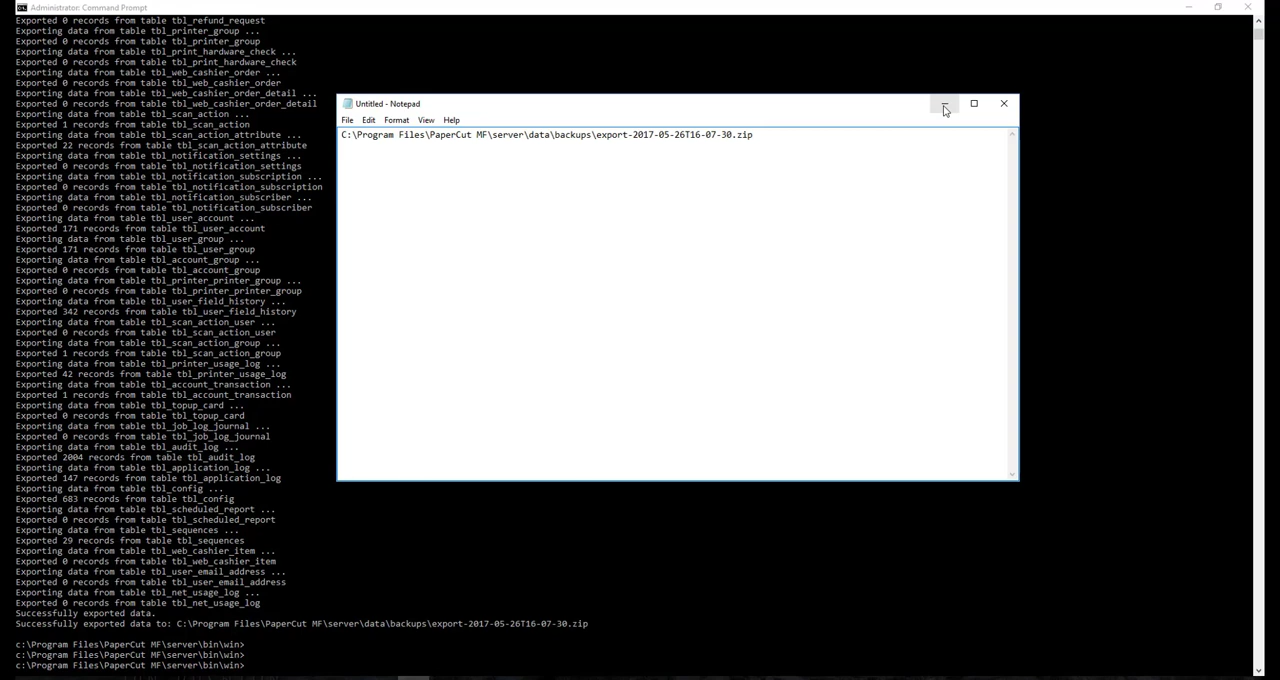 Administrator: Command Prompt
Exported 0 records from table tbl_refund_request
Exporting data from table tbl_printer_group ...
Exported 0 records from table tbl_printer_group
Exporting data from table tbl_print_hardware_check ...
Exported 0 records from table tbl_print_hardware_check
Exporting data from table tbl_web_cashier_order ...
Exported 0 records from table tbl_web_cashier_order
Exporting data from table tbl_web_cashier_order_detail ...
Exported 0 records from table tbl_web_cashier_order_detail
Exporting data from table tbl_scan_action ...
Exported 1 records from table tbl_scan_action
Exporting data from table tbl_scan_action_attribute ...
Exported 22 records from table tbl_scan_action_attribute
Exporting data from table tbl_notification_settings ...
Exported 0 records from table tbl_notification_settings
Exporting data from table tbl_notification_subscription ...
Exported 0 records from table tbl_notification_subscription
Exporting data from table tbl_notification_subscriber ...
Exported 0 records from table tbl_notification_subscriber
Exporting data from table tbl_user_account ...
Exported 171 records from table tbl_user_account
Exporting data from table tbl_user_group ...
Exported 171 records from table tbl_user_group
Exporting data from table tbl_account_group ...
Exported 0 records from table tbl_account_group
Exporting data from table tbl_printer_printer_group ...
Exported 0 records from table tbl_printer_printer_group
Exporting data from table tbl_user_field_history ...
Exported 342 records from table tbl_user_field_history
Exporting data from table tbl_scan_action_user ...
Exported 0 records from table tbl_scan_action_user
Exporting data from table tbl_scan_action_group ...
Exported 1 records from table tbl_scan_action_group
Exporting data from table tbl_printer_usage_log ...
Exported 42 records from table tbl_printer_usage_log
Exporting data from table tbl_account_transaction ...
Exported 1 records from table tbl_account_transaction
Exporting data from table tbl_topup_card ...
Exported 0 records from table tbl_topup_card
Exporting data from table tbl_job_log_journal ...
Exported 0 records from table tbl_job_log_journal
Exporting data from table tbl_audit_log ...
Exported 2004 records from table tbl_audit_log
Exporting data from table tbl_application_log ...
Exported 147 records from table tbl_application_log
Exporting data from table tbl_config ...
Exported 683 records from table tbl_config
Exporting data from table tbl_scheduled_report ...
Exported 0 records from table tbl_scheduled_report
Exporting data from table tbl_sequences ...
Exported 29 records from table tbl_sequences
Exporting data from table tbl_web_cashier_item ...
Exported 0 records from table tbl_web_cashier_item
Exporting data from table tbl_user_email_address ...
Exported 0 records from table tbl_user_email_address
Exporting data from table tbl_net_usage_log ...
Exported 0 records from table tbl_net_usage_log
Successfully exported data.
Successfully exported data to: C:\Program Files\PaperCut MF\server\data\backups\export-2017-05-26T16-07-30.zip
c:\Program Files\PaperCut MF\server\bin\win>
c:\Program Files\PaperCut MF\server\bin\win>
c:\Program Files\PaperCut MF\server\bin\win>
Untitled - Notepad
File Edit Format View Help
C:\Program Files\PaperCut MF\server\data\backups\export-2017-05-26T16-07-30.zip